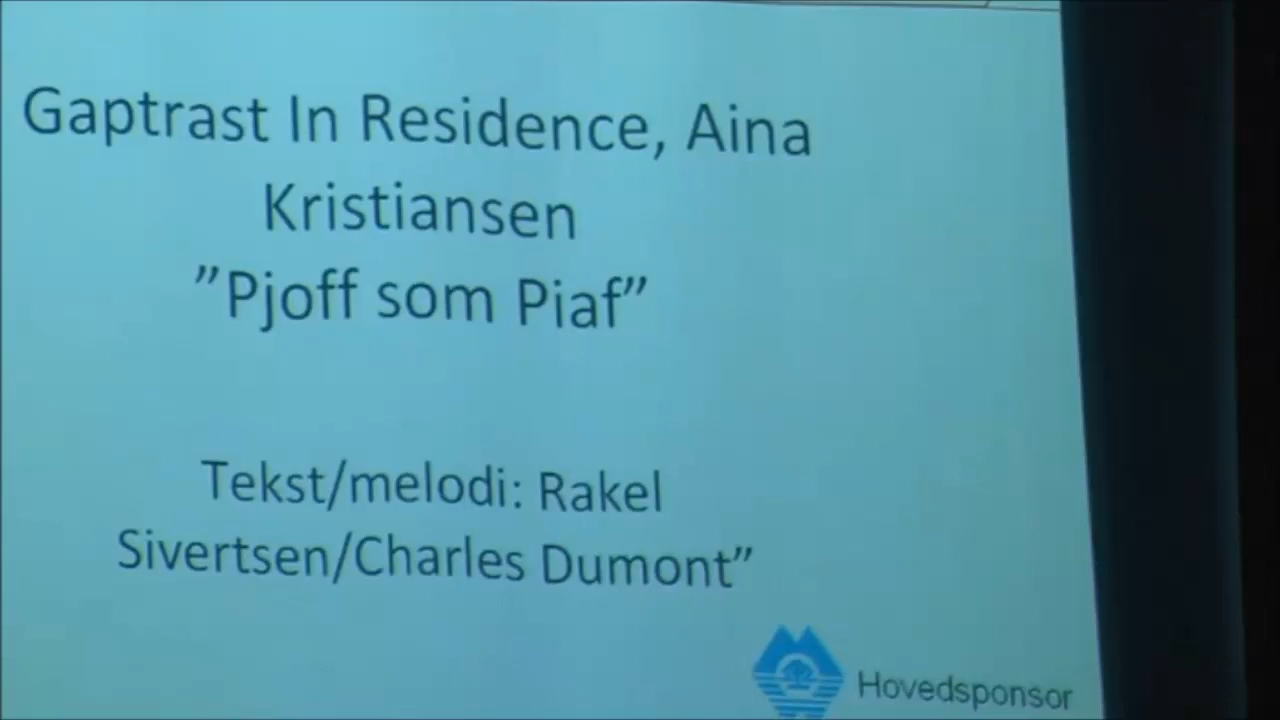 Gaptrast In Residence, Aina
Kristiansen
”Pjoff som Piaf”
Tekst/melodi: Rakel
Sivertsen/Charles Dumont”
Hovedsponsor